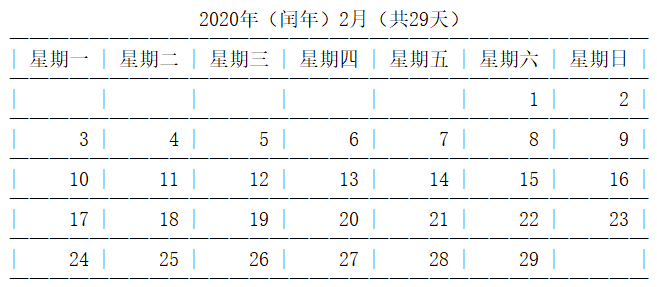 2020年（闰年）2月（共29天）
| 星期一 | 星期二 | 星期三 | 星期四 | 星期五 | 星期六 | 星期日 |
| | | | | | 1 | 2 |
| 3 | 4 | 5 | 6 | 7 | 8 | 9 |
| 10 | 11 | 12 | 13 | 14 | 15 | 16 |
| 17 | 18 | 19 | 20 | 21 | 22 | 23 |
| 24 | 25 | 26 | 27 | 28 | 29 | |